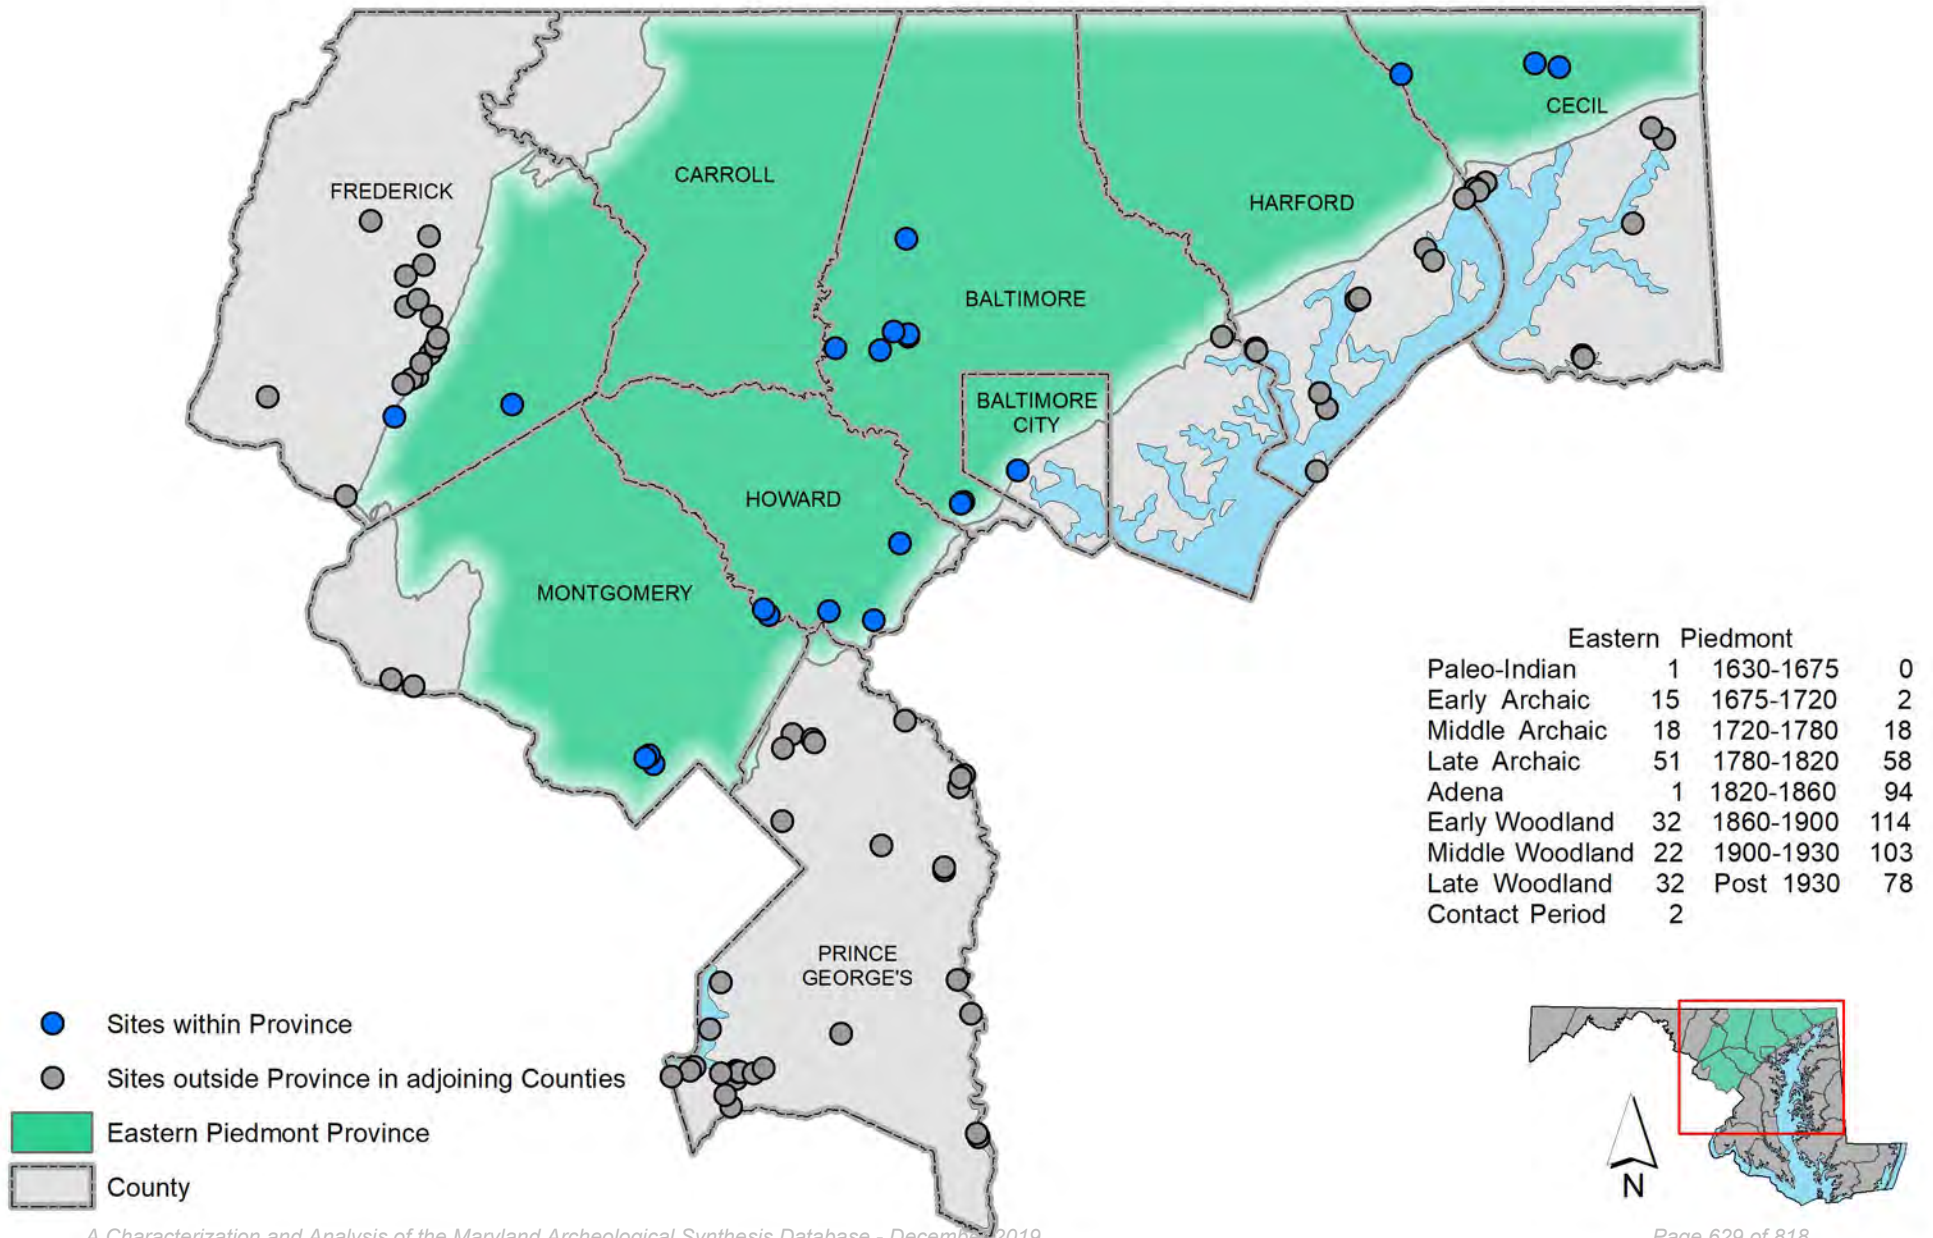 CECIL
CARROLL
FREDERICK
HARFORD
BALTIMORE
BALTIMORE
CITY
HOWARD
MONTGOMERY
PRINCE
GEORGE'S
Eastern Piedmont
Paleo-Indian 1 1630-1675 0
Early Archaic 15 1675-1720 2
Middle Archaic 18 1720-1780 18
Late Archaic 51 1780-1820 58
Adena 1 1820-1860 94
Early Woodland 32 1860-1900 114
Middle Woodland 22 1900-1930 103
Late Woodland 32 Post 1930 78
Contact Period 2
Sites within Province
Sites outside Province in adjoining Counties
Eastern Piedmont Province
County
N
A Characterization and Analysis of the Maryland Archeological Synthesis Database - December 2019 Page 629 of 818